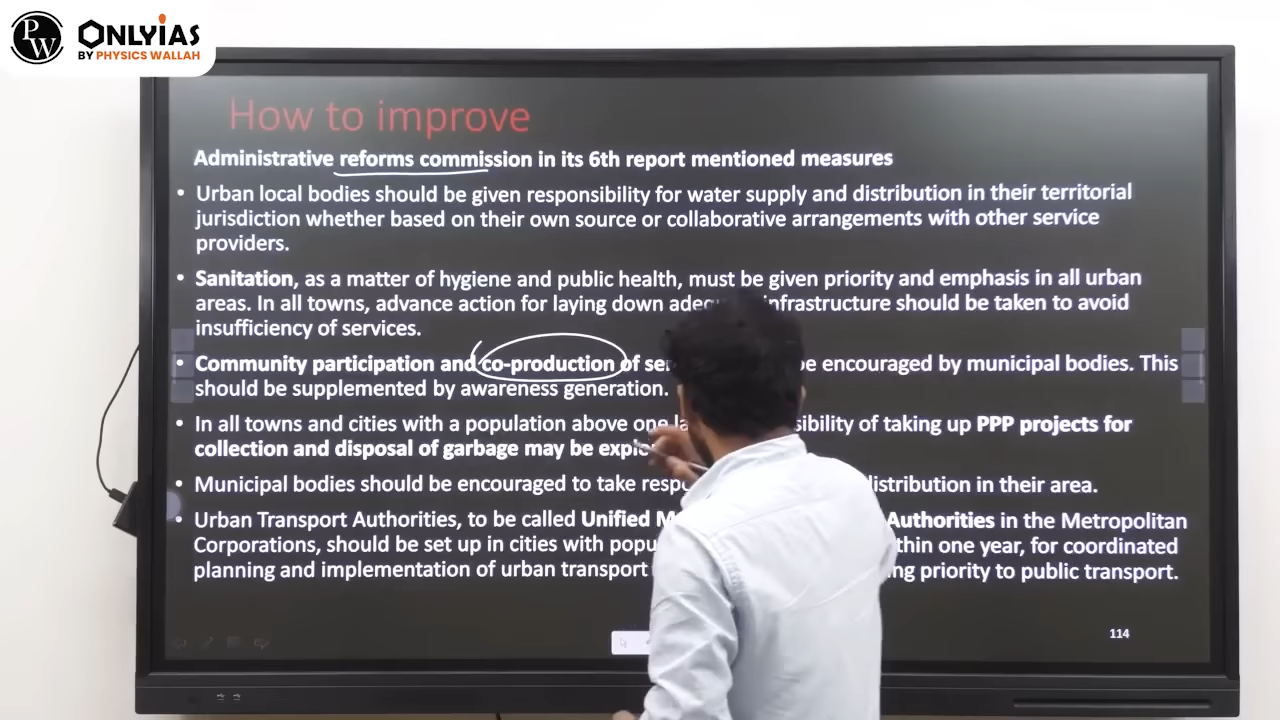 PW
ONLYIAS
BY PHYSICS WALLAH
How to improve
Administrative reforms commission in its 6th report mentioned measures
• Urban local bodies should be given responsibility for water supply and distribution in their territorial
jurisdiction whether based on their own source or collaborative arrangements with other service
providers.
• Sanitation, as a matter of hygiene and public health, must be given priority and emphasis in all urban
areas. In all towns, advance action for laying down infrastructure should be taken to avoid
insufficiency of services.
• Community participation and co-production of be encouraged by municipal bodies. This
should be supplemented by awareness generation.
• In all towns and cities with a population above one of taking up PPP projects for
collection and disposal of garbage may be
• Municipal bodies should be encouraged to take distribution in their area.
• Urban Transport Authorities, to be called Unified Authorities in the Metropolitan
Corporations, should be set up in cities with one year, for coordinated
planning and implementation of urban transport priority to public transport.
114